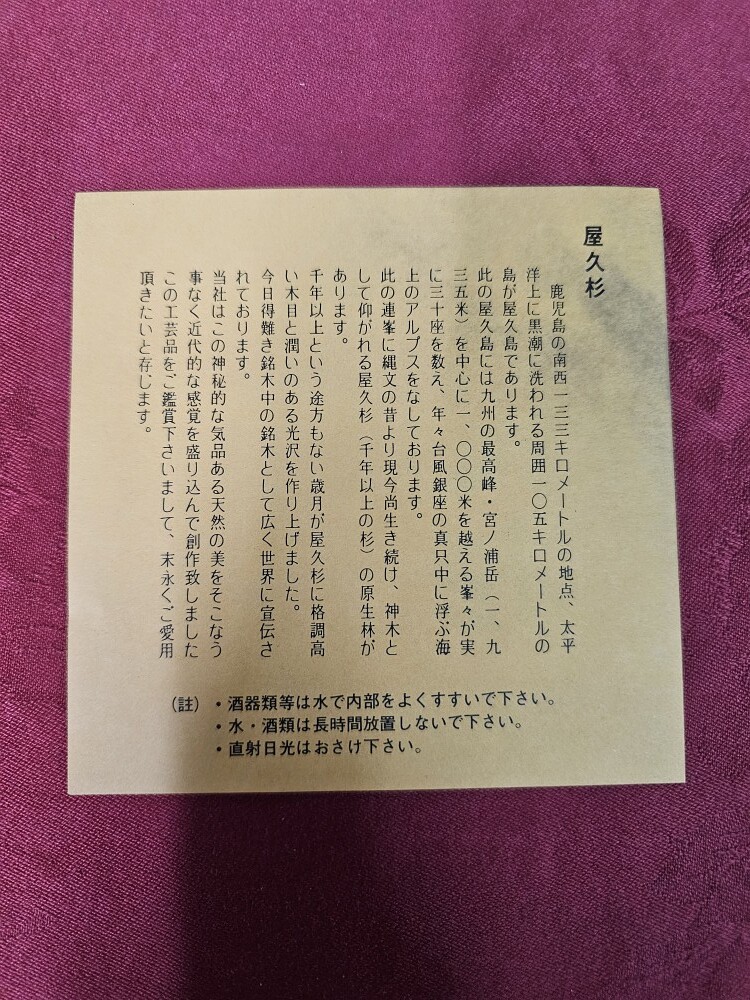 屋久杉
鹿児島の南西一三三キロメートルの地点、太平
洋上に黒潮に洗われる周囲一〇五キロメートルの
島が屋久島であります。
此の屋久島には九州の最高峰・宮ノ浦岳（一、九
三五米）を中心に一、〇〇〇米を越える峯々が実
に三十座を数え、年々台風銀座の真只中に浮ぶ海
上のアルプスをなしております。
此の連峯に縄文の昔より現今尚生き続け、神木と
して仰がれる屋久杉（千年以上の杉）の原生林が
あります。
千年以上という途方もない歳月が屋久杉に格調高
い木目と潤いのある光沢を作り上げました。
今日得難き銘木中の銘木として広く世界に宣伝さ
れております。
当社はこの神秘的な気品ある天然の美をそこなう
事なく近代的な感覚を盛り込んで創作致しました
この工芸品をご鑑賞下さいまして、末永くご愛用
頂きたいと存じます。
（註）・酒器類等は水で内部をよくすすいで下さい。
・水・酒類は長時間放置しないで下さい。
・直射日光はおさけ下さい。